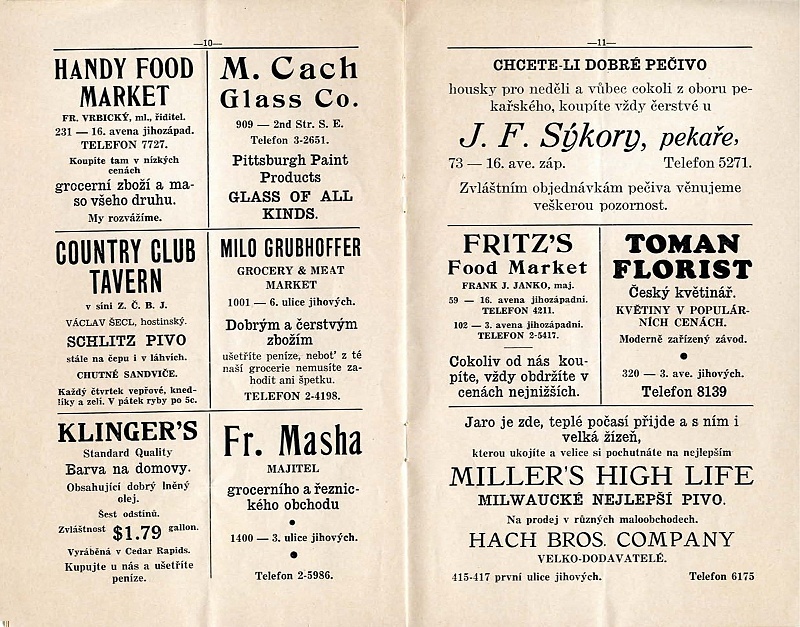 —10—
HANDY FOOD
MARKET
FR. VRBICKÝ, ml., řiditel.
231 — 16. avena jihozápad.
TELEFON 7727.
Koupite tam v nízkých
cenách
grocerní zboží a ma-
so všeho druhu.
My rozvážíme.
M. Cach
Glass Co.
909 — 2nd Str. S. E.
Telefon 3-2651.
Pittsburgh Paint
Products
GLASS OF ALL
KINDS.
COUNTRY CLUB
TAVERN
v síni Z. Č. B. J.
VÁCLAV ŠECL, hostinský.
SCHLITZ PIVO
stále na čepu i v láhvích.
CHUTNÉ SANDVIČE.
Každý čtvrtek vepřové, kned-
líky a zelí. V pátek ryby po 5c.
MILO GRUBHOFFER
GROCERY & MEAT
MARKET
1001 — 6. ulice jihových.
Dobrým a čerstvým
zbožím
ušetříte peníze, nebot' z té
naší grocerie nemusíte za-
hodit ani špetku.
TELEFON 2-4198.
KLINGER'S
Standard Quality
Barva na domovy.
Obsahující dobrý lněný
olej.
Šest odstínů.
Zvláštnost $1.79 gallon.
Vyráběná v Cedar Rapids.
Kupujte u nás a ušetříte
peníze.
Fr. Masha
MAJITEL
grocerního a řeznic-
kého obchodu
1400 — 3. ulice jihových.
Telefon 2-5986.
—11—
CHCETE-LI DOBRÉ PEČIVO
housky pro neděli a vůbec cokoli z oboru pe-
kařského, koupíte vždy čerstvé u
J. F. Sýkory, pekaře,
73 — 16. ave. záp. Telefon 5271.
Zvláštním objednávkám pečiva věnujeme
veškerou pozornost.
FRITZ'S
Food Market
FRANK J. JANKO, maj.
59 — 16. avena jihozápadní.
TELEFON 4211.
102 — 3. avena jihozápadní.
TELEFON 2-5417.
Cokoliv od nás kou-
píte, vždy obdržíte v
cenách nejnižších.
TOMAN
FLORIST
Český květinář.
KVĚTINY V POPULÁR-
NÍCH CENÁCH.
Moderně zařízený závod.
320 — 3. ave. jihových.
Telefon 8139
Jaro je zde, teplé počasí přijde a s ním i
velká žízeň,
kterou ukojíte a velice si pochutnáte na nejlepším
MILLER'S HIGH LIFE
MILWAUCKÉ NEJLEPŠÍ PIVO.
Na prodej v různých maloobchodech.
HACH BROS. COMPANY
VELKO-DODAVATELÉ.
415-417 první ulice jihových. Telefon 6175